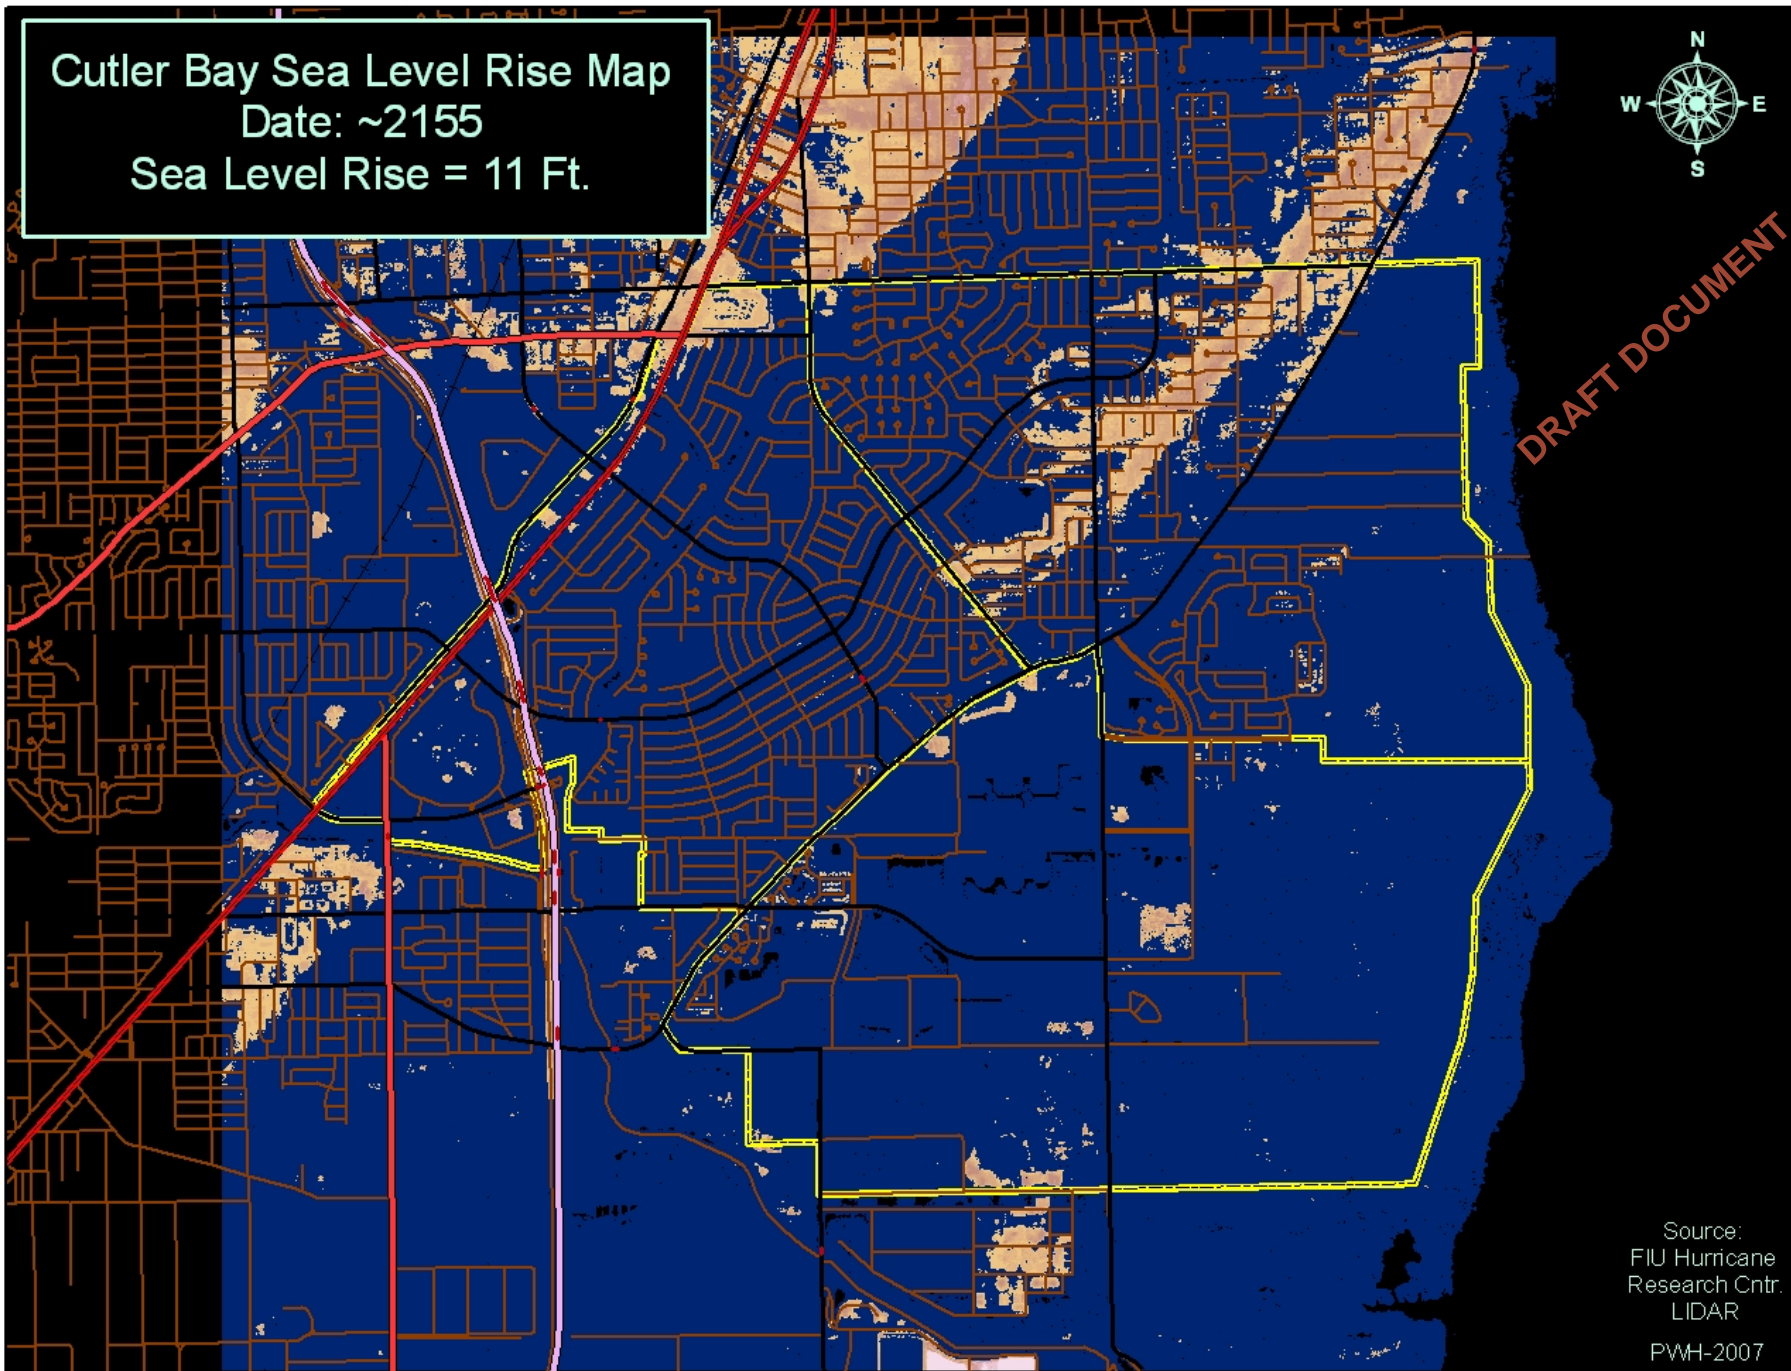 Cutler Bay Sea Level Rise Map
Date: ~2155
Sea Level Rise = 11 Ft.
N
W E
S
DRAFT DOCUMENT
Source:
FIU Hurricane
Research Cntr.
LIDAR
PWH-2007